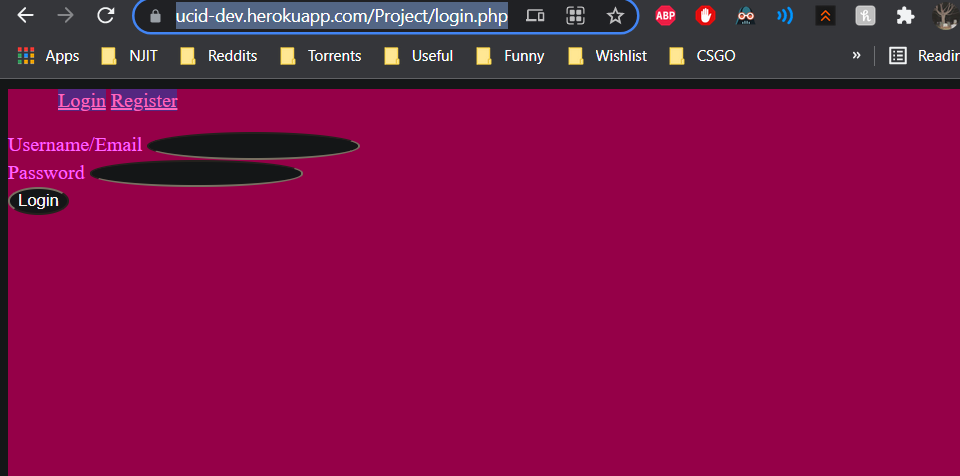 ucid-dev.herokuapp.com/Project/login.php ABP h
Apps NJIT Reddits Torrents Useful Funny Wishlist CSGO » Readin
Login Register
Username/Email
Password
Login